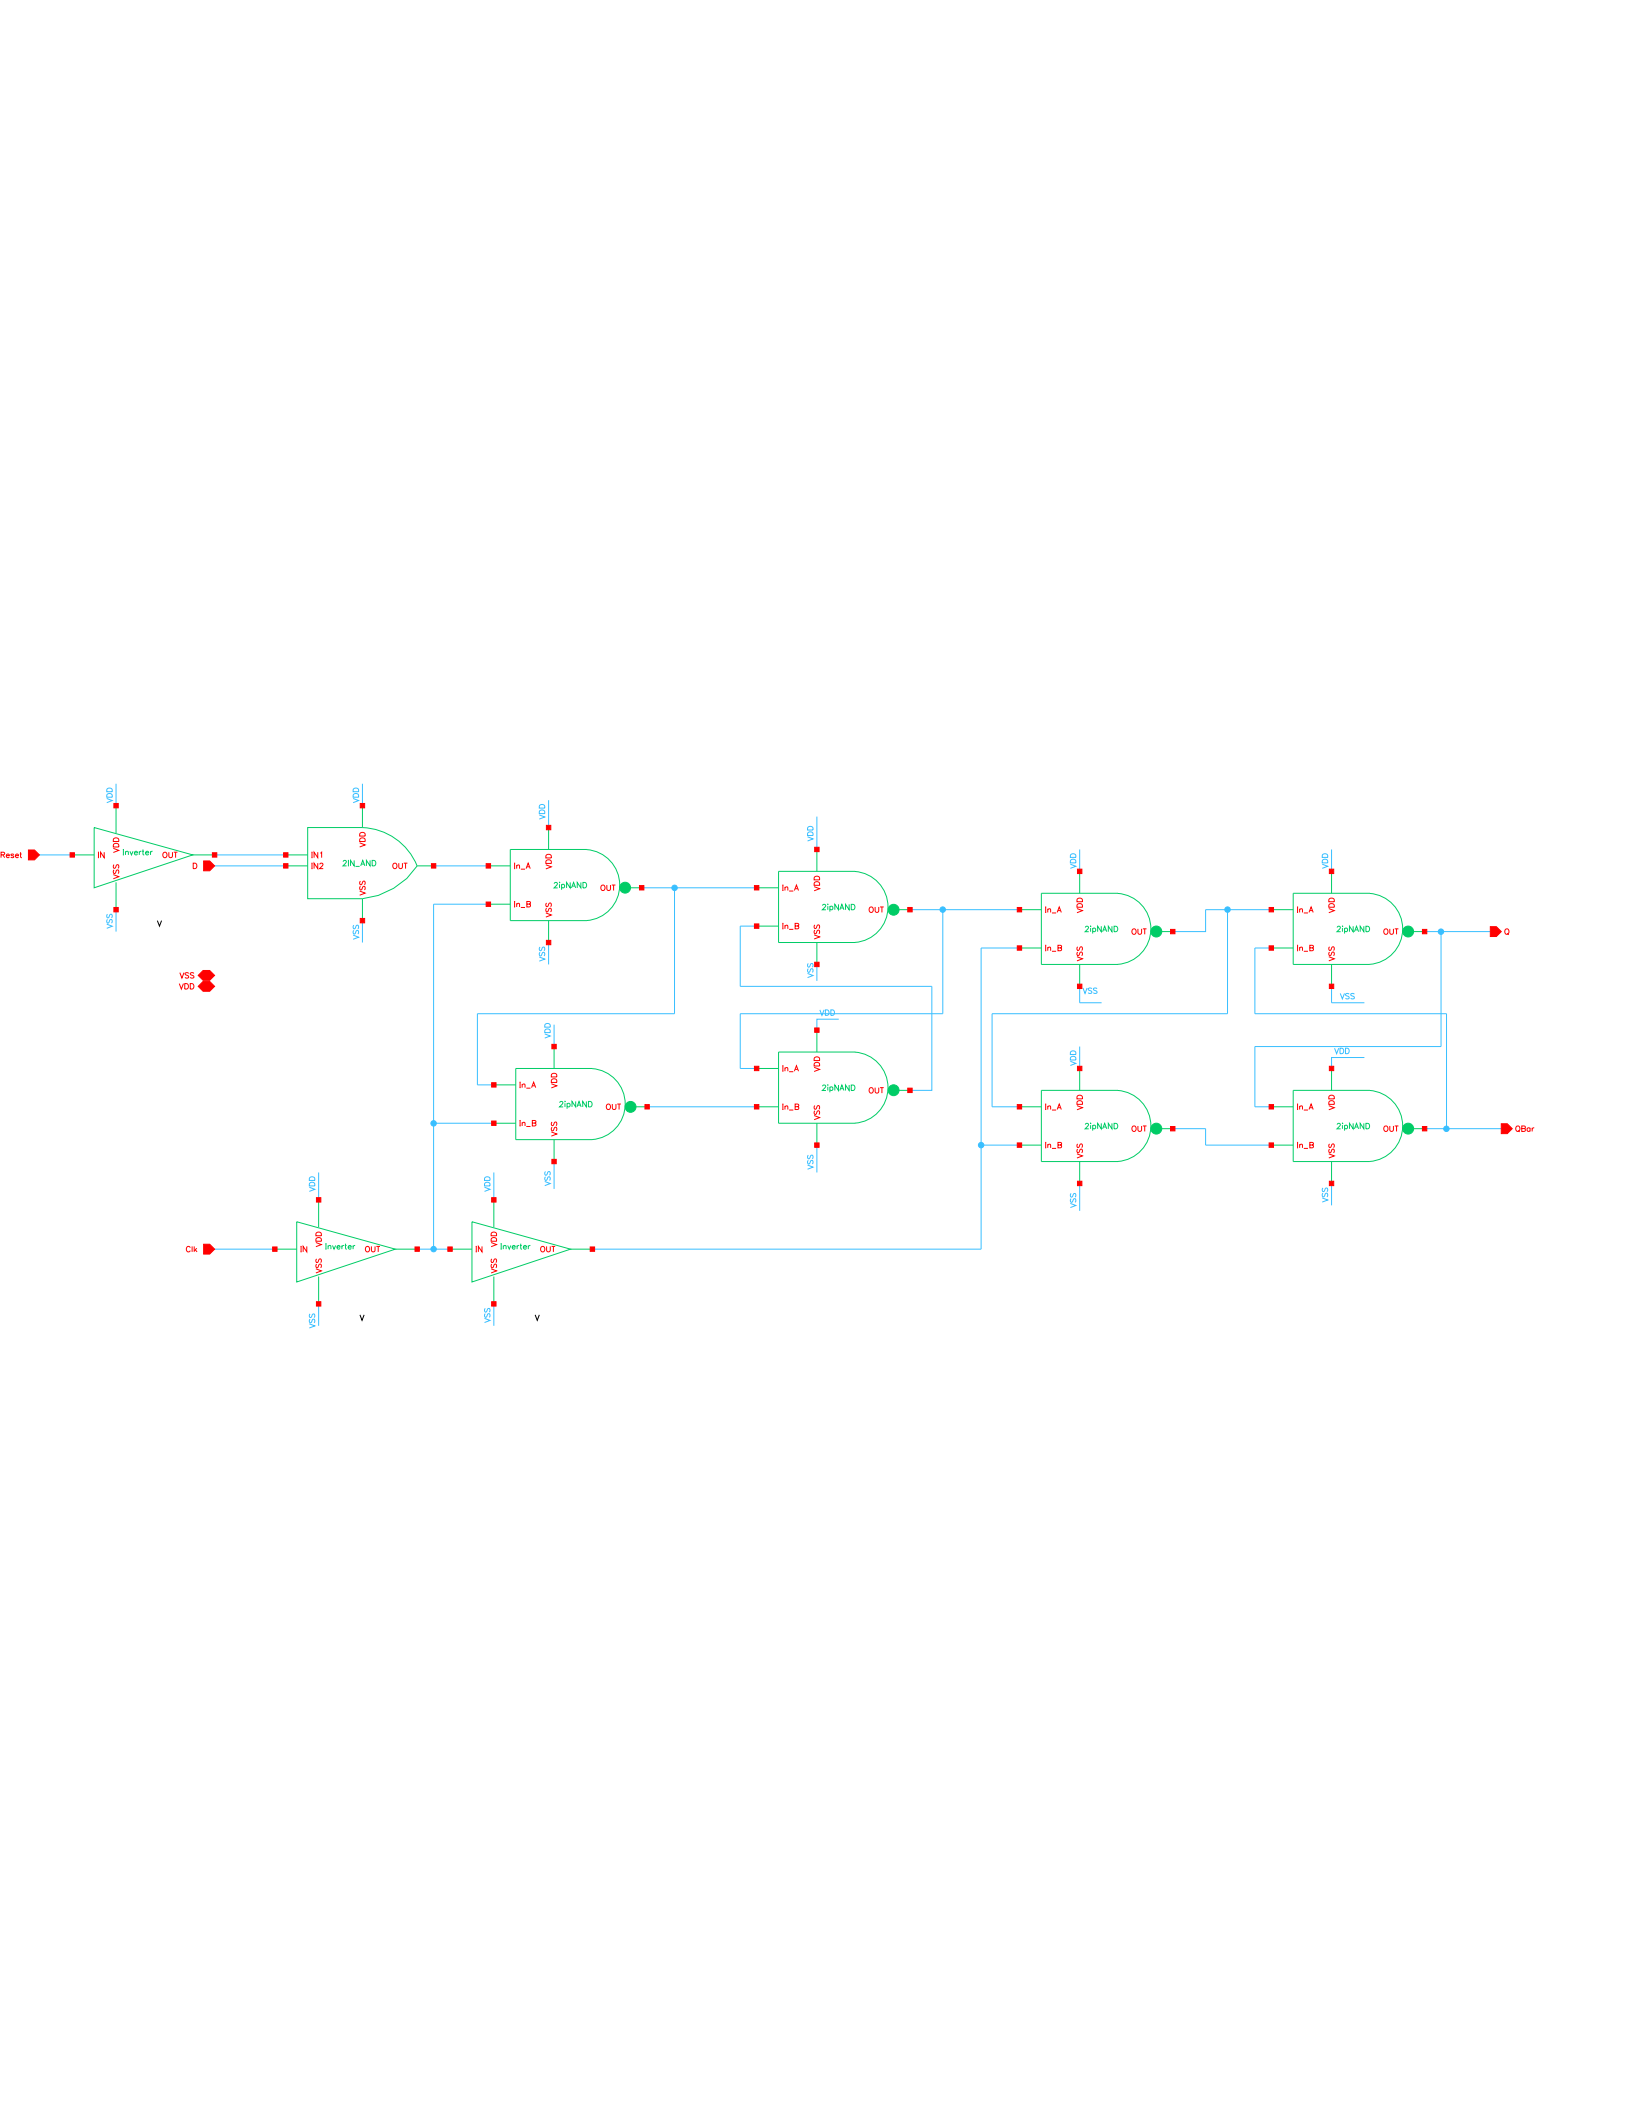 VDD
VDD
VDD
VDD
VDD
VDD
Reset
IN
VDD
VSS
Inverter
OUT
D
IN1
IN2
VDD
2IN_AND
VSS
OUT
In_A
In_B
VDD
2ipNAND
VSS
OUT
In_A
In_B
VDD
2ipNAND
VSS
OUT
In_A
In_B
VDD
2ipNAND
VSS
OUT
In_A
In_B
VDD
2ipNAND
VSS
OUT
Q
VSS
V
VSS
VSS
VSS
VSS
VSS
VSS
VDD
VDD
VDD
VDD
VDD
In_A
In_B
VDD
2ipNAND
VSS
OUT
In_A
In_B
VDD
2ipNAND
VSS
OUT
In_A
In_B
VDD
2ipNAND
VSS
OUT
In_A
In_B
VDD
2ipNAND
VSS
OUT
QBar
VSS
VSS
VSS
VSS
VDD
VDD
Clk
IN
VDD
VSS
Inverter
OUT
IN
VDD
VSS
Inverter
OUT
VSS
V
VSS
V